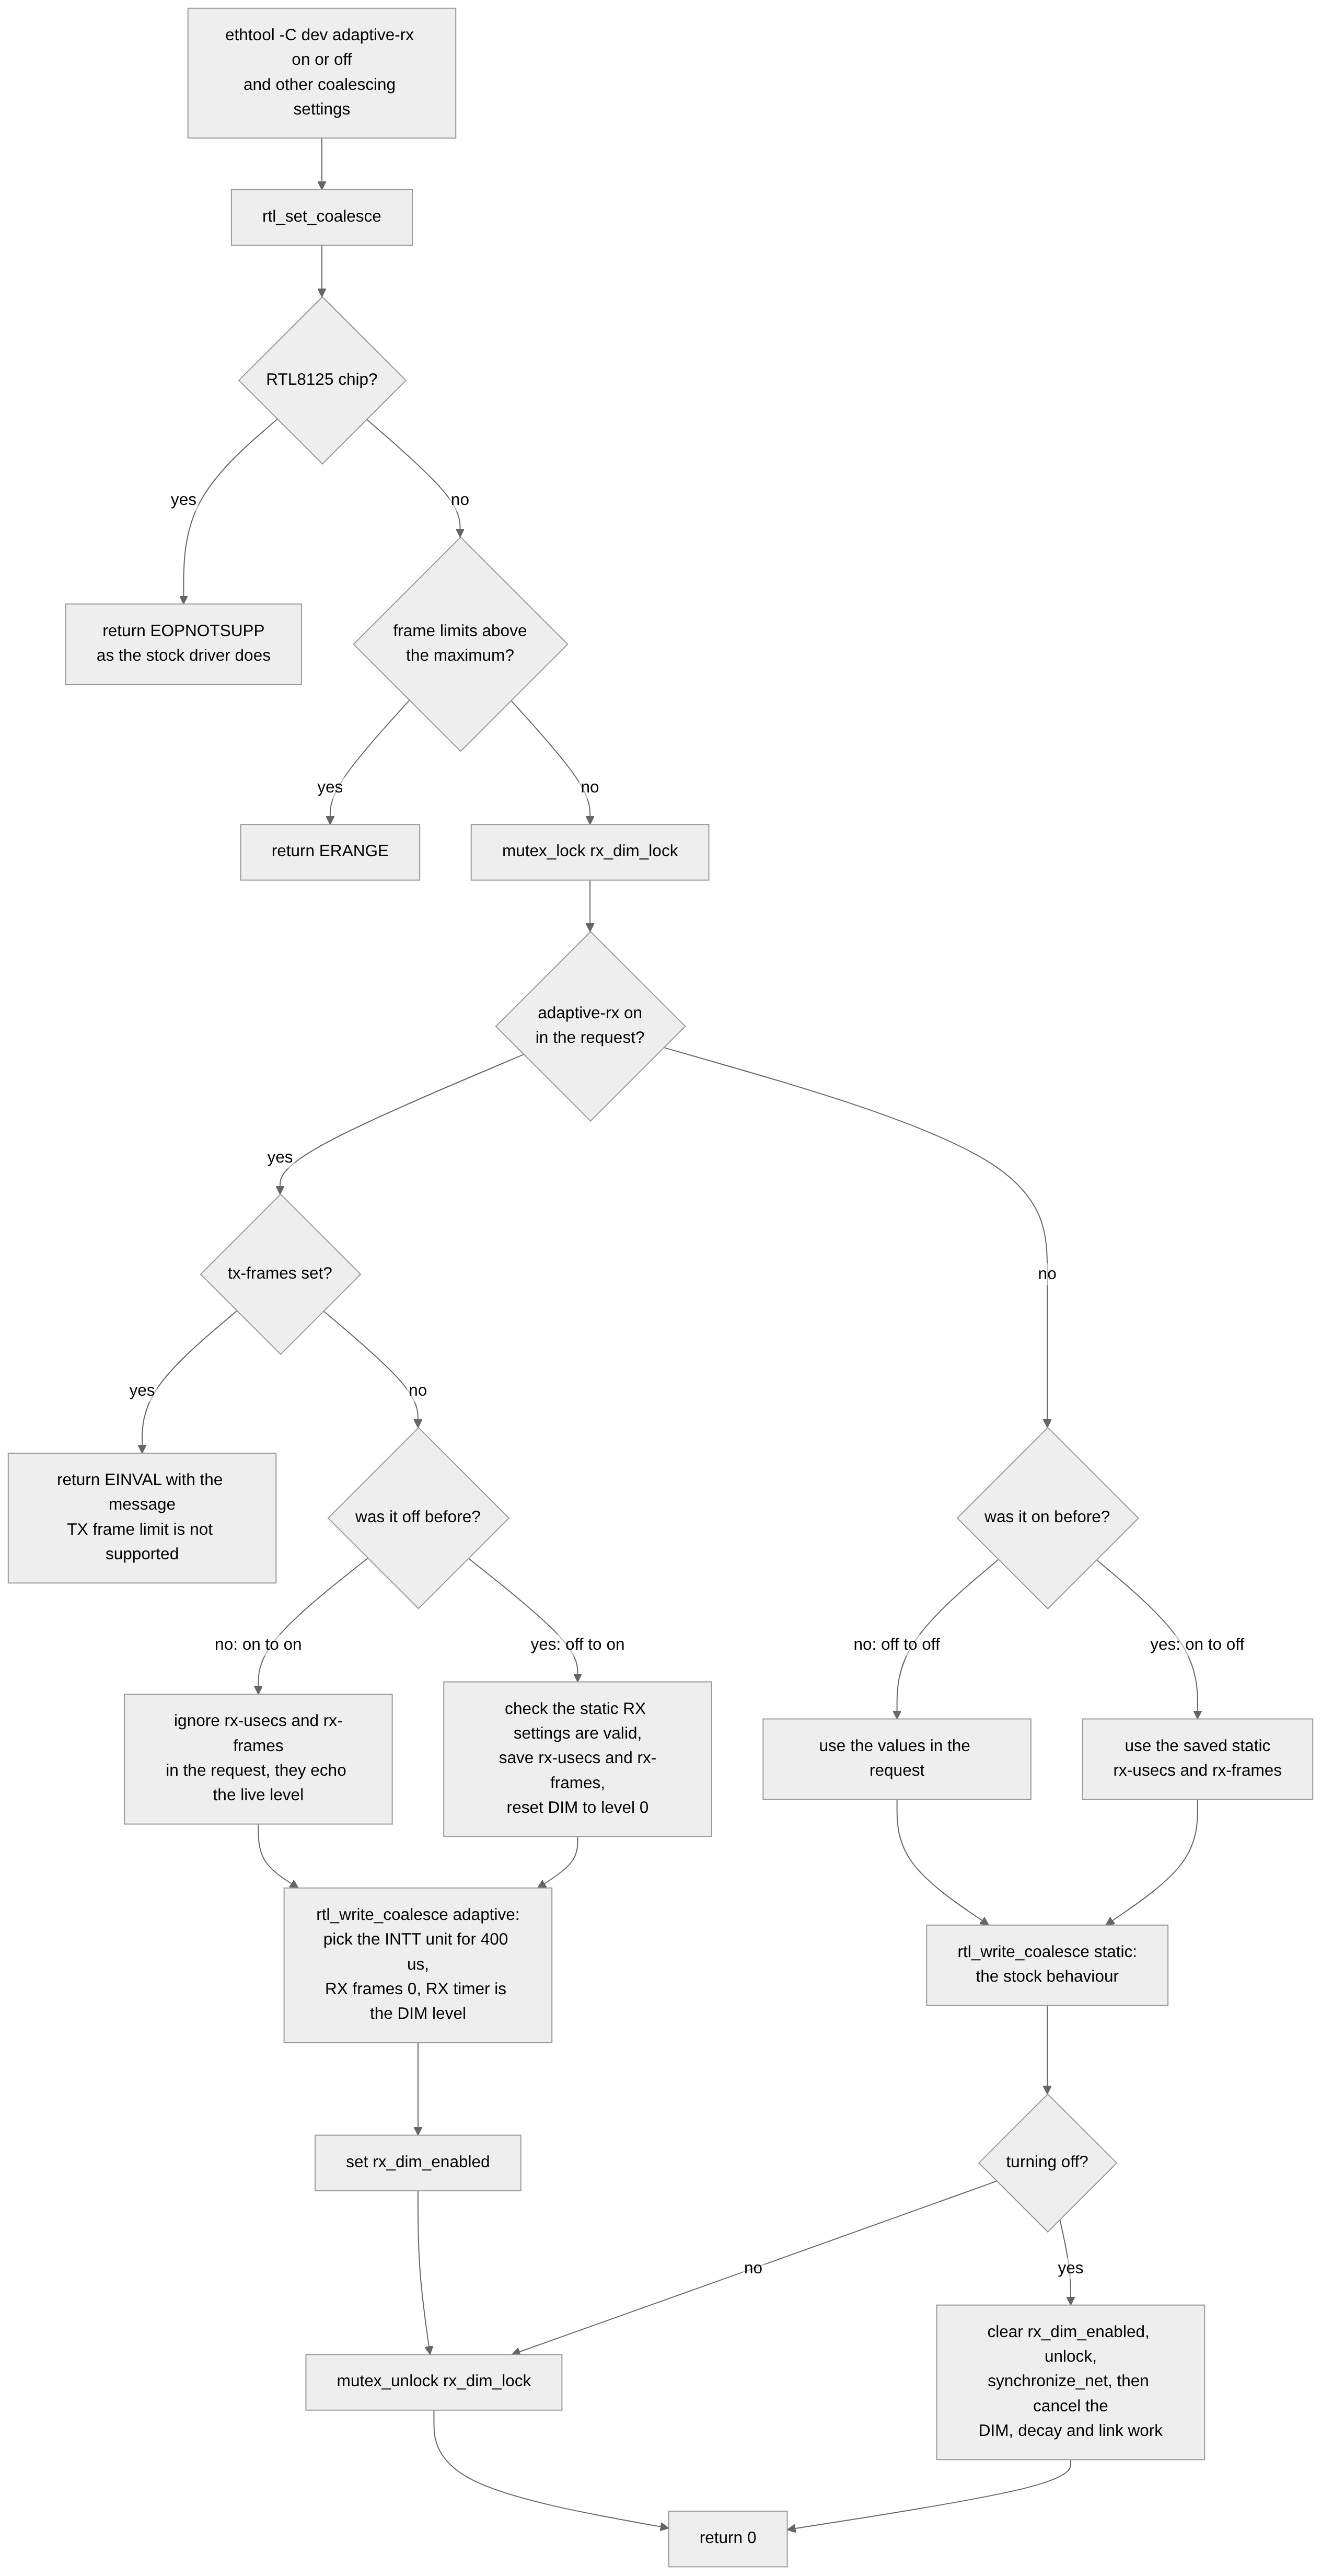 ethtool -C dev adaptive-rx
on or off
and other coalescing
settings
rtl_set_coalesce
RTL8125 chip?
yes
no
return EOPNOTSUPP
as the stock driver does
frame limits above
the maximum?
yes
no
return ERANGE
mutex_lock rx_dim_lock
adaptive-rx on
in the request?
yes
no
tx-frames set?
yes
no
return EINVAL with the
message
TX frame limit is not
supported
was it off before?
was it on before?
no: on to on
yes: off to on
no: off to off
yes: on to off
ignore rx-usecs and rx-
frames
in the request, they echo
the live level
check the static RX
settings are valid,
save rx-usecs and rx-
frames,
reset DIM to level 0
use the values in the
request
use the saved static
rx-usecs and rx-frames
rtl_write_coalesce adaptive:
pick the INTT unit for 400
us,
RX frames 0, RX timer is
the DIM level
rtl_write_coalesce static:
the stock behaviour
set rx_dim_enabled
turning off?
no
yes
mutex_unlock rx_dim_lock
clear rx_dim_enabled,
unlock,
synchronize_net, then
cancel the
DIM, decay and link work
return 0